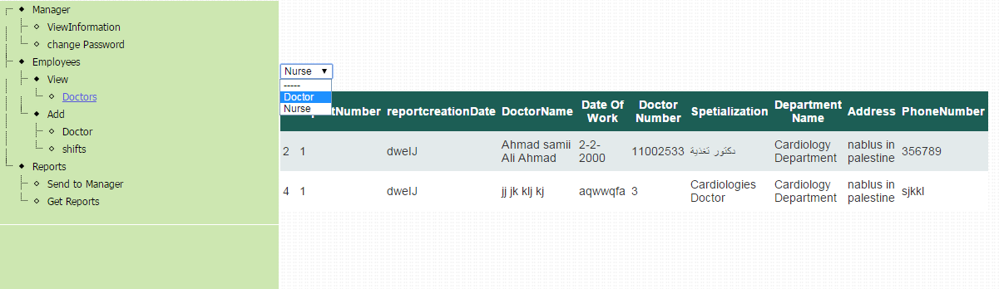 Manager
ViewInformation
change Password
Employees
View
Doctors
Add
Doctor
shifts
Reports
Send to Manager
Get Reports
Nurse
-----
Doctor
Nurse
reportcreationDate DoctorName Date Of Work Doctor Number Spetialization Department Name Address PhoneNumber
2 1 dweIJ Ahmad samii Ali Ahmad 2-2-2000 11002533 دكتور تغذية Cardiology Department nablus in palestine 356789
4 1 dweIJ jj jk klj kj aqwwqfa 3 Cardiologies Doctor Cardiology Department nablus in palestine sjkkl